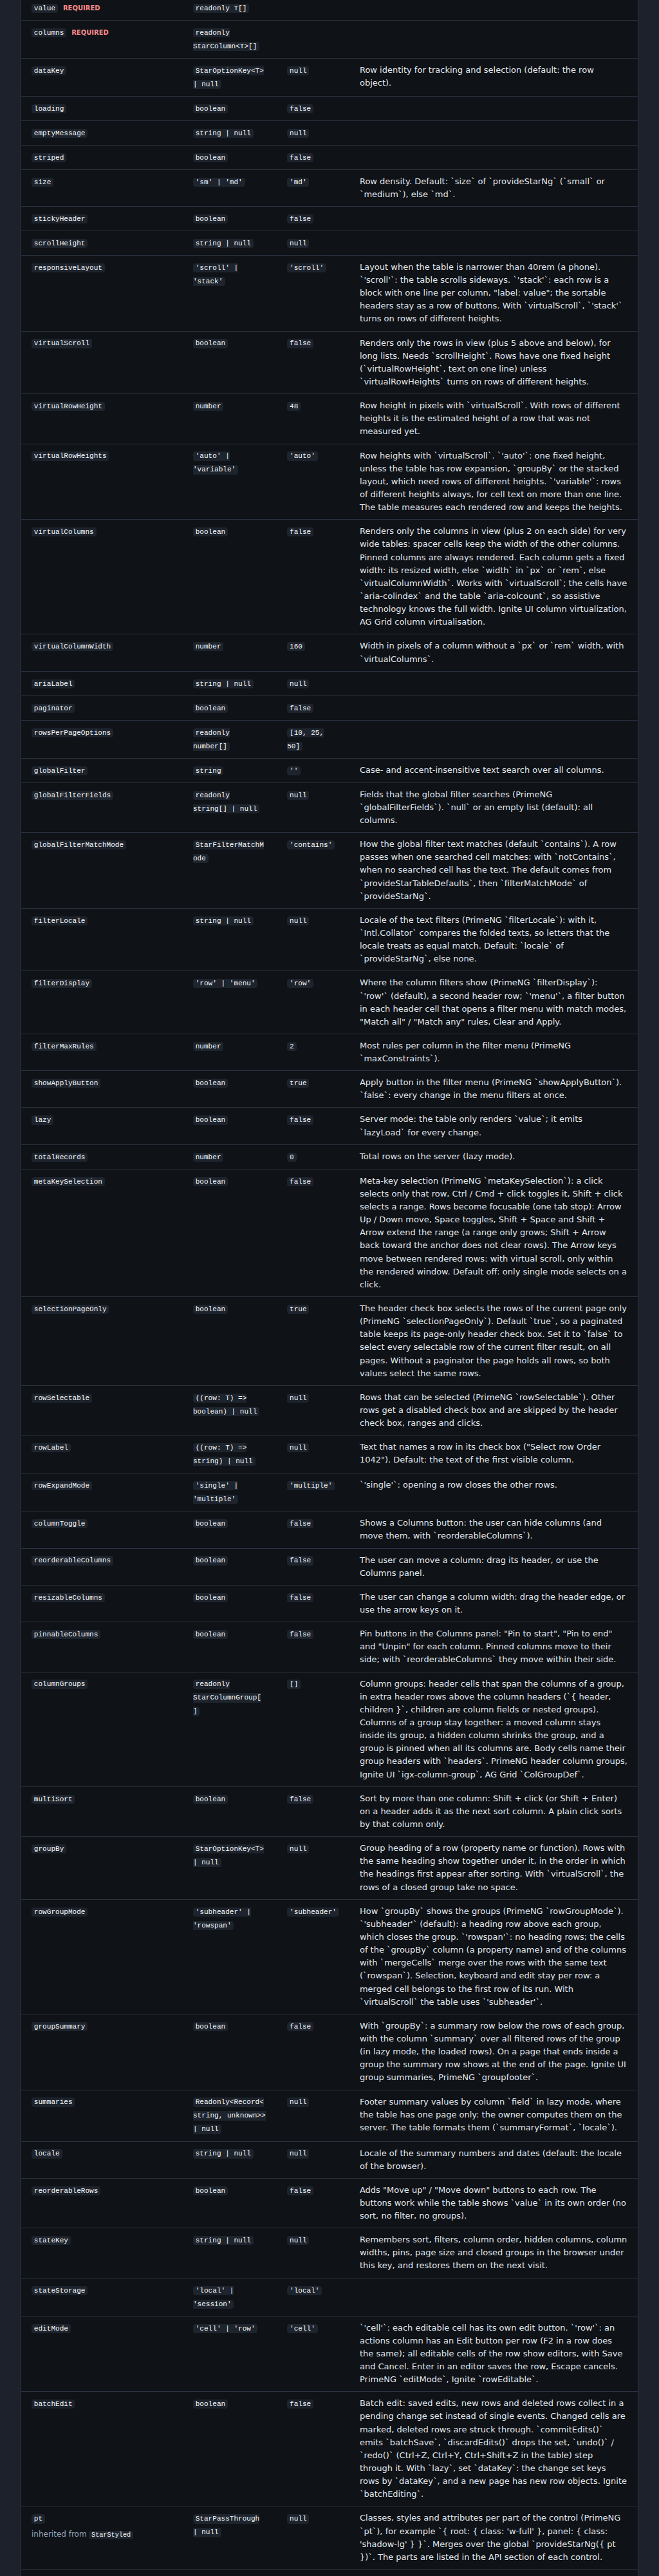 value REQUIRED readonly T[]
columns REQUIRED readonly
StarColumn<T>[]
dataKey StarOptionKey<T> null Row identity for tracking and selection (default: the row
| null object).
loading boolean false
emptyMessage string | null null
striped boolean false
size 'sm' | 'md' 'md' Row density. Default: `size` of `provideStarNg` (`small` or
`medium`), else `md`.
stickyHeader boolean false
scrollHeight string | null null
responsiveLayout 'scroll' | 'scroll' Layout when the table is narrower than 40rem (a phone).
'stack' `'scroll'`: the table scrolls sideways. `'stack'`: each row is a
block with one line per column, "label: value"; the sortable
headers stay as a row of buttons. With `virtualScroll`, `'stack'`
turns on rows of different heights.
virtualScroll boolean false Renders only the rows in view (plus 5 above and below), for
long lists. Needs `scrollHeight`. Rows have one fixed height
(`virtualRowHeight`, text on one line) unless
`virtualRowHeights` turns on rows of different heights.
virtualRowHeight number 48 Row height in pixels with `virtualScroll`. With rows of different
heights it is the estimated height of a row that was not
measured yet.
virtualRowHeights 'auto' | 'auto' Row heights with `virtualScroll`. `'auto'`: one fixed height,
'variable' unless the table has row expansion, `groupBy` or the stacked
layout, which need rows of different heights. `'variable'`: rows
of different heights always, for cell text on more than one line.
The table measures each rendered row and keeps the heights.
virtualColumns boolean false Renders only the columns in view (plus 2 on each side) for very
wide tables: spacer cells keep the width of the other columns.
Pinned columns are always rendered. Each column gets a fixed
width: its resized width, else `width` in `px` or `rem`, else
`virtualColumnWidth`. Works with `virtualScroll`; the cells have
`aria-colindex` and the table `aria-colcount`, so assistive
technology knows the full width. Ignite UI column virtualization,
AG Grid column virtualisation.
virtualColumnWidth number 160 Width in pixels of a column without a `px` or `rem` width, with
`virtualColumns`.
ariaLabel string | null null
paginator boolean false
rowsPerPageOptions readonly [10, 25,
number[] 50]
globalFilter string '' Case- and accent-insensitive text search over all columns.
globalFilterFields readonly null Fields that the global filter searches (PrimeNG
string[] | null `globalFilterFields`). `null` or an empty list (default): all
columns.
globalFilterMatchMode StarFilterMatchM 'contains' How the global filter text matches (default `contains`). A row
ode passes when one searched cell matches; with `notContains`,
when no searched cell has the text. The default comes from
`provideStarTableDefaults`, then `filterMatchMode` of
`provideStarNg`.
filterLocale string | null null Locale of the text filters (PrimeNG `filterLocale`): with it,
`Intl.Collator` compares the folded texts, so letters that the
locale treats as equal match. Default: `locale` of
`provideStarNg`, else none.
filterDisplay 'row' | 'menu' 'row' Where the column filters show (PrimeNG `filterDisplay`):
`'row'` (default), a second header row; `'menu'`, a filter button
in each header cell that opens a filter menu with match modes,
"Match all" / "Match any" rules, Clear and Apply.
filterMaxRules number 2 Most rules per column in the filter menu (PrimeNG
`maxConstraints`).
showApplyButton boolean true Apply button in the filter menu (PrimeNG `showApplyButton`).
`false`: every change in the menu filters at once.
lazy boolean false Server mode: the table only renders `value`; it emits
`lazyLoad` for every change.
totalRecords number 0 Total rows on the server (lazy mode).
metaKeySelection boolean false Meta-key selection (PrimeNG `metaKeySelection`): a click
selects only that row, Ctrl / Cmd + click toggles it, Shift + click
selects a range. Rows become focusable (one tab stop): Arrow
Up / Down move, Space toggles, Shift + Space and Shift +
Arrow extend the range (a range only grows; Shift + Arrow
back toward the anchor does not clear rows). The Arrow keys
move between rendered rows: with virtual scroll, only within
the rendered window. Default off: only single mode selects on a
click.
selectionPageOnly boolean true The header check box selects the rows of the current page only
(PrimeNG `selectionPageOnly`). Default `true`, so a paginated
table keeps its page-only header check box. Set it to `false` to
select every selectable row of the current filter result, on all
pages. Without a paginator the page holds all rows, so both
values select the same rows.
rowSelectable ((row: T) => null Rows that can be selected (PrimeNG `rowSelectable`). Other
boolean) | null rows get a disabled check box and are skipped by the header
check box, ranges and clicks.
rowLabel ((row: T) => null Text that names a row in its check box ("Select row Order
string) | null 1042"). Default: the text of the first visible column.
rowExpandMode 'single' | 'multiple' `'single'`: opening a row closes the other rows.
'multiple'
columnToggle boolean false Shows a Columns button: the user can hide columns (and
move them, with `reorderableColumns`).
reorderableColumns boolean false The user can move a column: drag its header, or use the
Columns panel.
resizableColumns boolean false The user can change a column width: drag the header edge, or
use the arrow keys on it.
pinnableColumns boolean false Pin buttons in the Columns panel: "Pin to start", "Pin to end"
and "Unpin" for each column. Pinned columns move to their
side; with `reorderableColumns` they move within their side.
columnGroups readonly [] Column groups: header cells that span the columns of a group,
StarColumnGroup[ in extra header rows above the column headers (`{ header,
] children }`, children are column fields or nested groups).
Columns of a group stay together: a moved column stays
inside its group, a hidden column shrinks the group, and a
group is pinned when all its columns are. Body cells name their
group headers with `headers`. PrimeNG header column groups,
Ignite UI `igx-column-group`, AG Grid `ColGroupDef`.
multiSort boolean false Sort by more than one column: Shift + click (or Shift + Enter)
on a header adds it as the next sort column. A plain click sorts
by that column only.
groupBy StarOptionKey<T> null Group heading of a row (property name or function). Rows with
| null the same heading show together under it, in the order in which
the headings first appear after sorting. With `virtualScroll`, the
rows of a closed group take no space.
rowGroupMode 'subheader' | 'subheader' How `groupBy` shows the groups (PrimeNG `rowGroupMode`).
'rowspan' `'subheader'` (default): a heading row above each group,
which closes the group. `'rowspan'`: no heading rows; the cells
of the `groupBy` column (a property name) and of the columns
with `mergeCells` merge over the rows with the same text
(`rowspan`). Selection, keyboard and edit stay per row: a
merged cell belongs to the first row of its run. With
`virtualScroll` the table uses `'subheader'`.
groupSummary boolean false With `groupBy`: a summary row below the rows of each group,
with the column `summary` over all filtered rows of the group
(in lazy mode, the loaded rows). On a page that ends inside a
group the summary row shows at the end of the page. Ignite UI
group summaries, PrimeNG `groupfooter`.
summaries Readonly<Record< null Footer summary values by column `field` in lazy mode, where
string, unknown>> the table has one page only: the owner computes them on the
| null server. The table formats them (`summaryFormat`, `locale`).
locale string | null null Locale of the summary numbers and dates (default: the locale
of the browser).
reorderableRows boolean false Adds "Move up" / "Move down" buttons to each row. The
buttons work while the table shows `value` in its own order (no
sort, no filter, no groups).
stateKey string | null null Remembers sort, filters, column order, hidden columns, column
widths, pins, page size and closed groups in the browser under
this key, and restores them on the next visit.
stateStorage 'local' | 'local'
'session'
editMode 'cell' | 'row' 'cell' `'cell'`: each editable cell has its own edit button. `'row'`: an
actions column has an Edit button per row (F2 in a row does
the same); all editable cells of the row show editors, with Save
and Cancel. Enter in an editor saves the row, Escape cancels.
PrimeNG `editMode`, Ignite `rowEditable`.
batchEdit boolean false Batch edit: saved edits, new rows and deleted rows collect in a
pending change set instead of single events. Changed cells are
marked, deleted rows are struck through. `commitEdits()`
emits `batchSave`, `discardEdits()` drops the set, `undo()` /
`redo()` (Ctrl+Z, Ctrl+Y, Ctrl+Shift+Z in the table) step
through it. With `lazy`, set `dataKey`: the change set keys
rows by `dataKey`, and a new page has new row objects. Ignite
`batchEditing`.
pt StarPassThrough null Classes, styles and attributes per part of the control (PrimeNG
inherited from StarStyled | null `pt`), for example `{ root: { class: 'w-full' }, panel: { class:
'shadow-lg' } }`. Merges over the global `provideStarNg({ pt
})`. The parts are listed in the API section of each control.